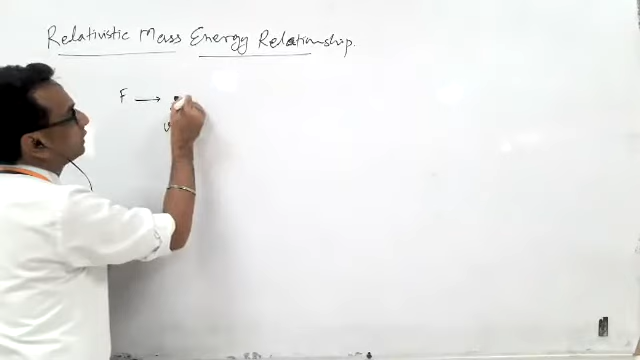 Relativistic Mass Energy Relationship.
F →
v